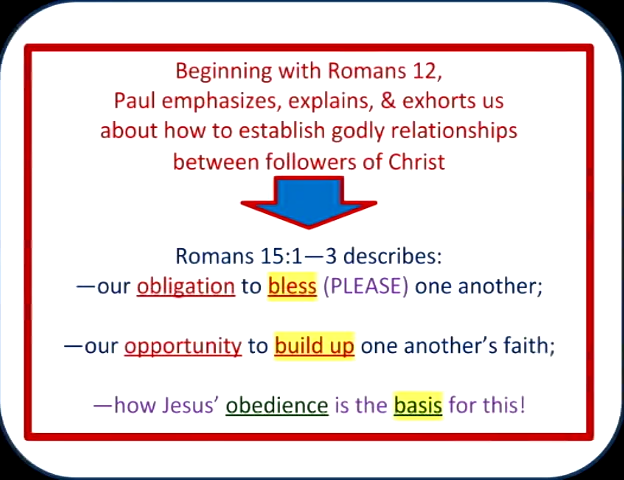 Beginning with Romans 12,
Paul emphasizes, explains, & exhorts us
about how to establish godly relationships
between followers of Christ
Romans 15:1—3 describes:
—our obligation to bless (PLEASE) one another;
—our opportunity to build up one another's faith;
—how Jesus' obedience is the basis for this!